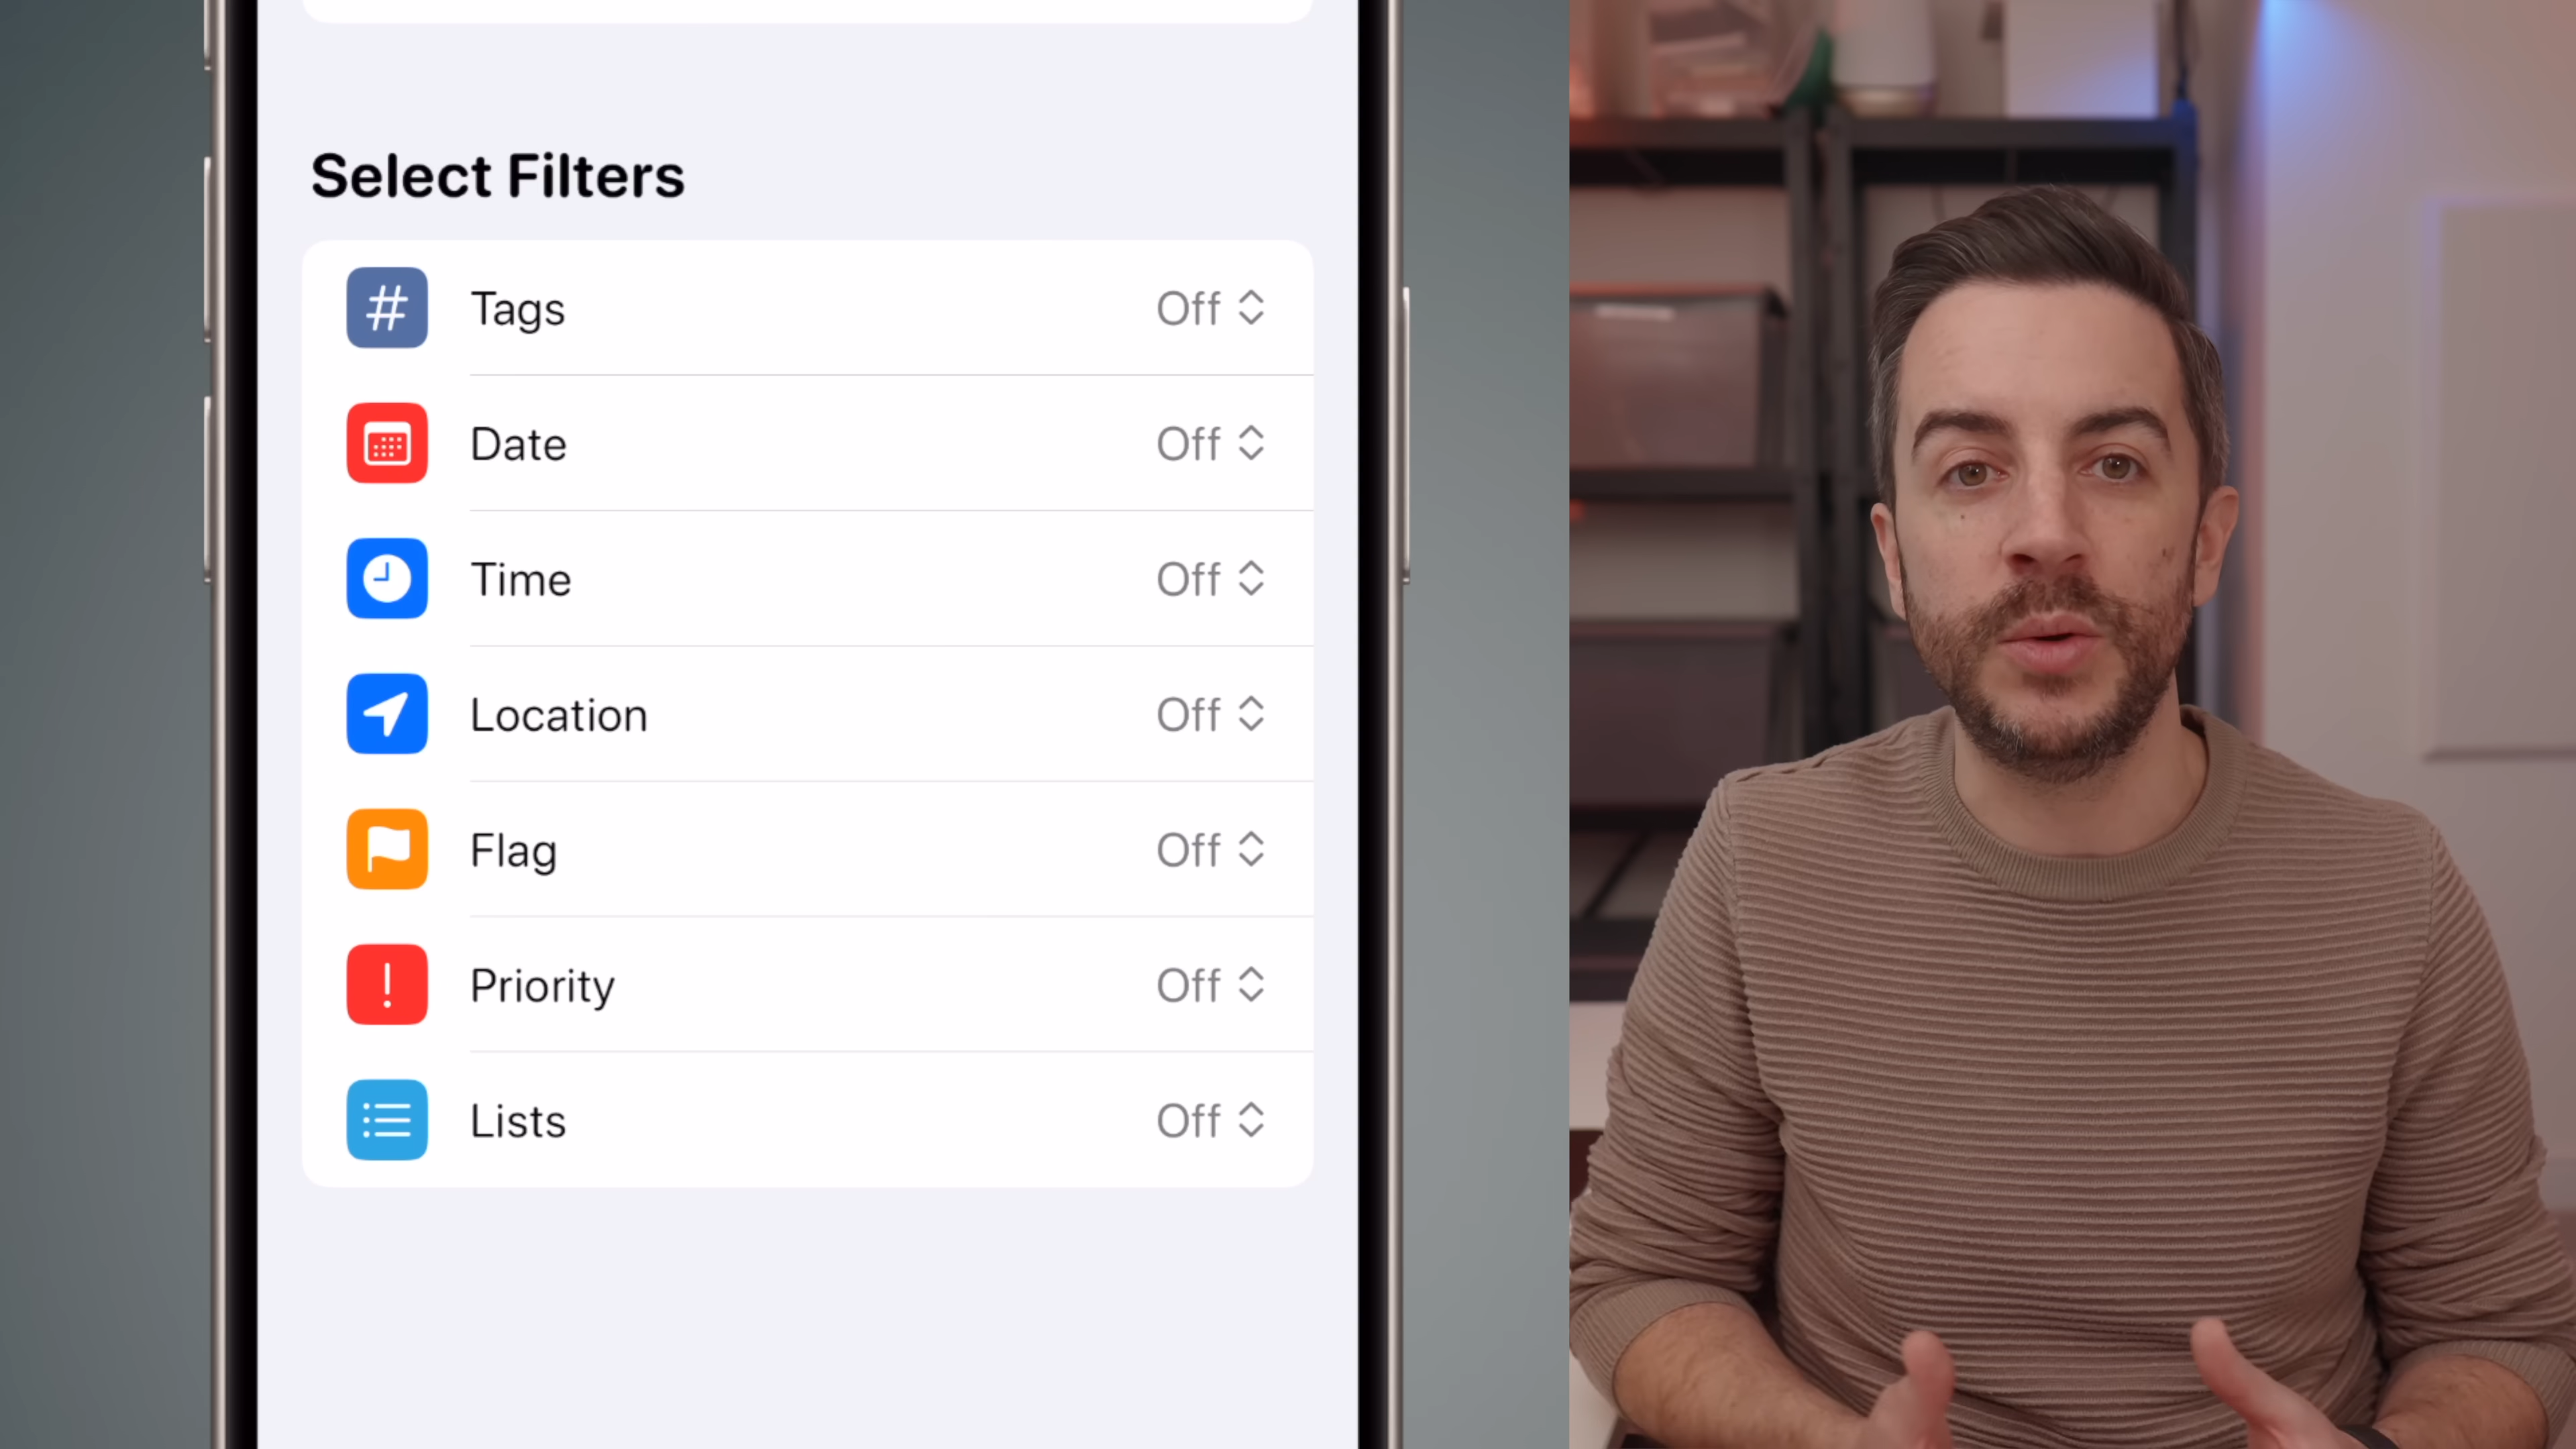 Select Filters
Tags Off
Date Off
Time Off
Location Off
Flag Off
Priority Off
Lists Off